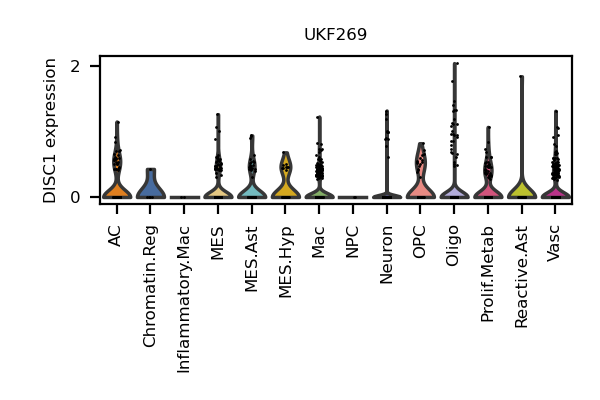 UKF269
DISC1 expression
2
0
AC
Chromatin.Reg
Inflammatory.Mac
MES
MES.Ast
MES.Hyp
Mac
NPC
Neuron
OPC
Oligo
Prolif.Metab
Reactive.Ast
Vasc